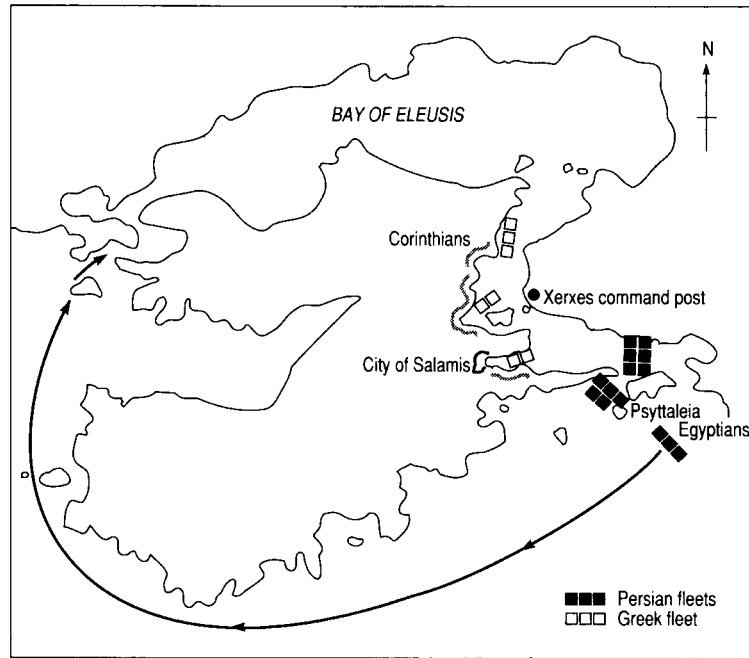 N
BAY OF ELEUSIS
Corinthians
Xerxes command post
City of Salamis
Psyttaleia
Egyptians
Persian fleets
Greek fleet